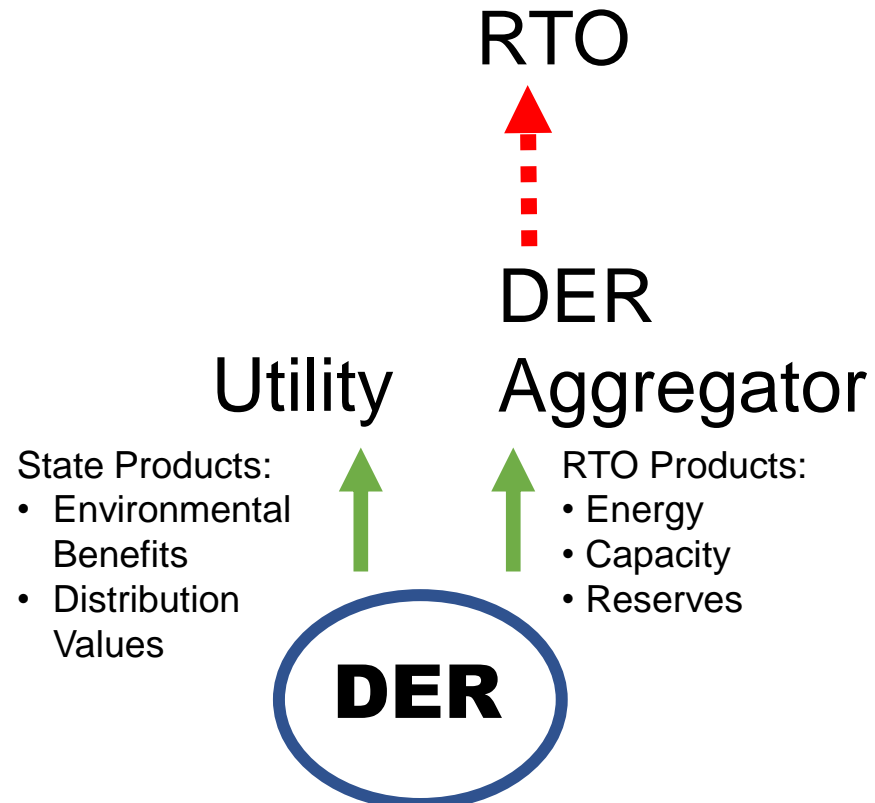 RTO
DER
Utility
Aggregator
State Products:
• Environmental
Benefits
• Distribution
Values
RTO Products:
• Energy
• Capacity
• Reserves
DER